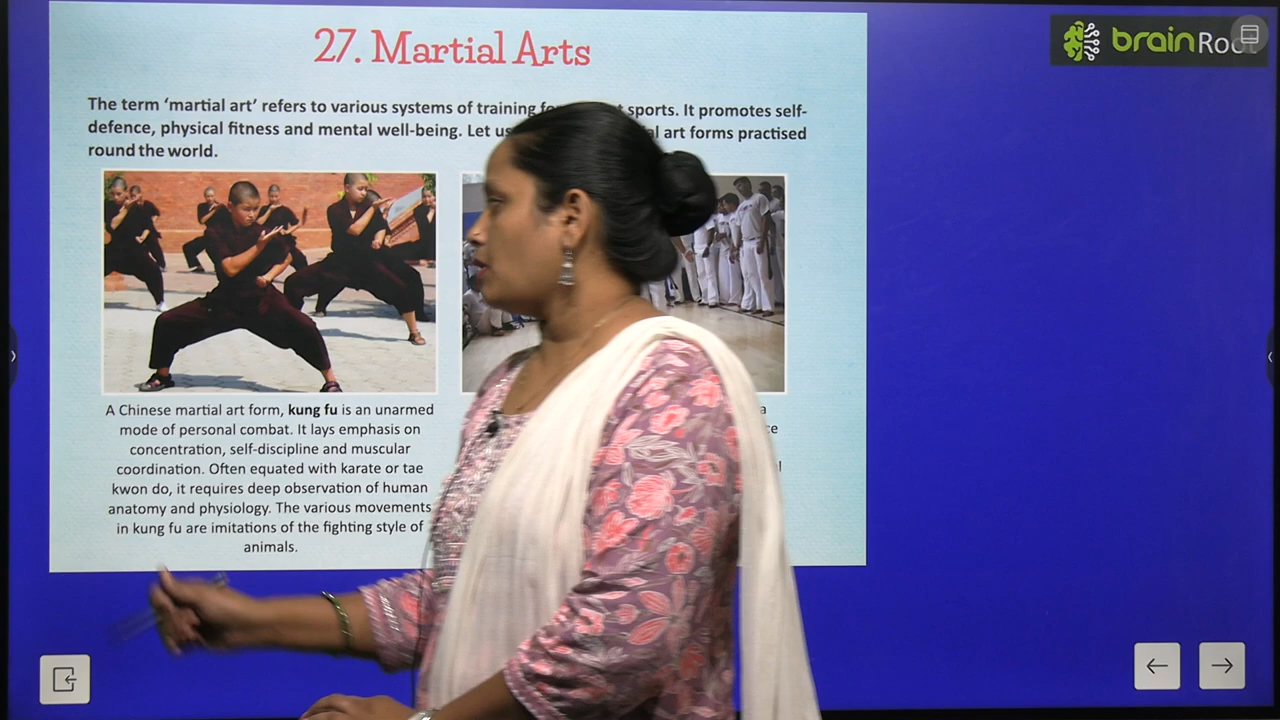 27. Martial Arts
brainRoot
The term ‘martial art’ refers to various systems of training sports. It promotes self-
defence, physical fitness and mental well-being. Let us art forms practised
round the world.
A Chinese martial art form, kung fu is an unarmed
mode of personal combat. It lays emphasis on
concentration, self-discipline and muscular
coordination. Often equated with karate or tae
kwon do, it requires deep observation of human
anatomy and physiology. The various movements
in kung fu are imitations of the fighting style of
animals.
a